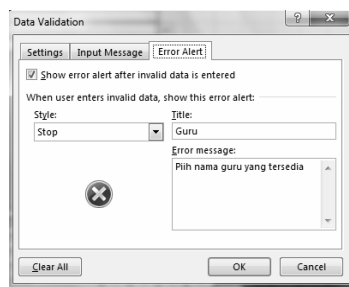 Data Validation
Settings Input Message Error Alert
Show error alert after invalid data is entered
When user enters invalid data, show this error alert:
Style: Title:
Stop Guru
Error message:
Piih nama guru yang tersedia
Clear All OK Cancel